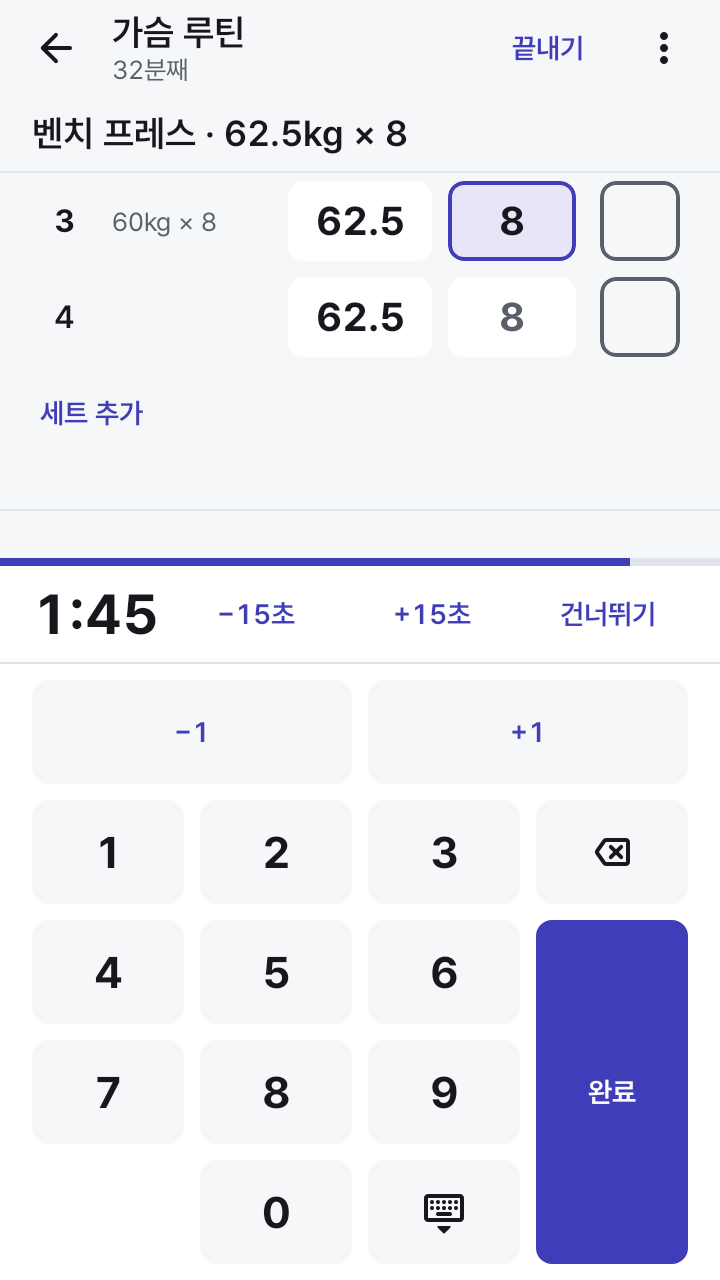 가슴 루틴
32분째
끝내기
벤치 프레스 · 62.5kg × 8
3 60kg × 8 62.5 8
4 62.5 8
세트 추가
1:45 −15초 +15초 건너뛰기
−1 +1
1 2 3
4 5 6
7 8 9 완료
0